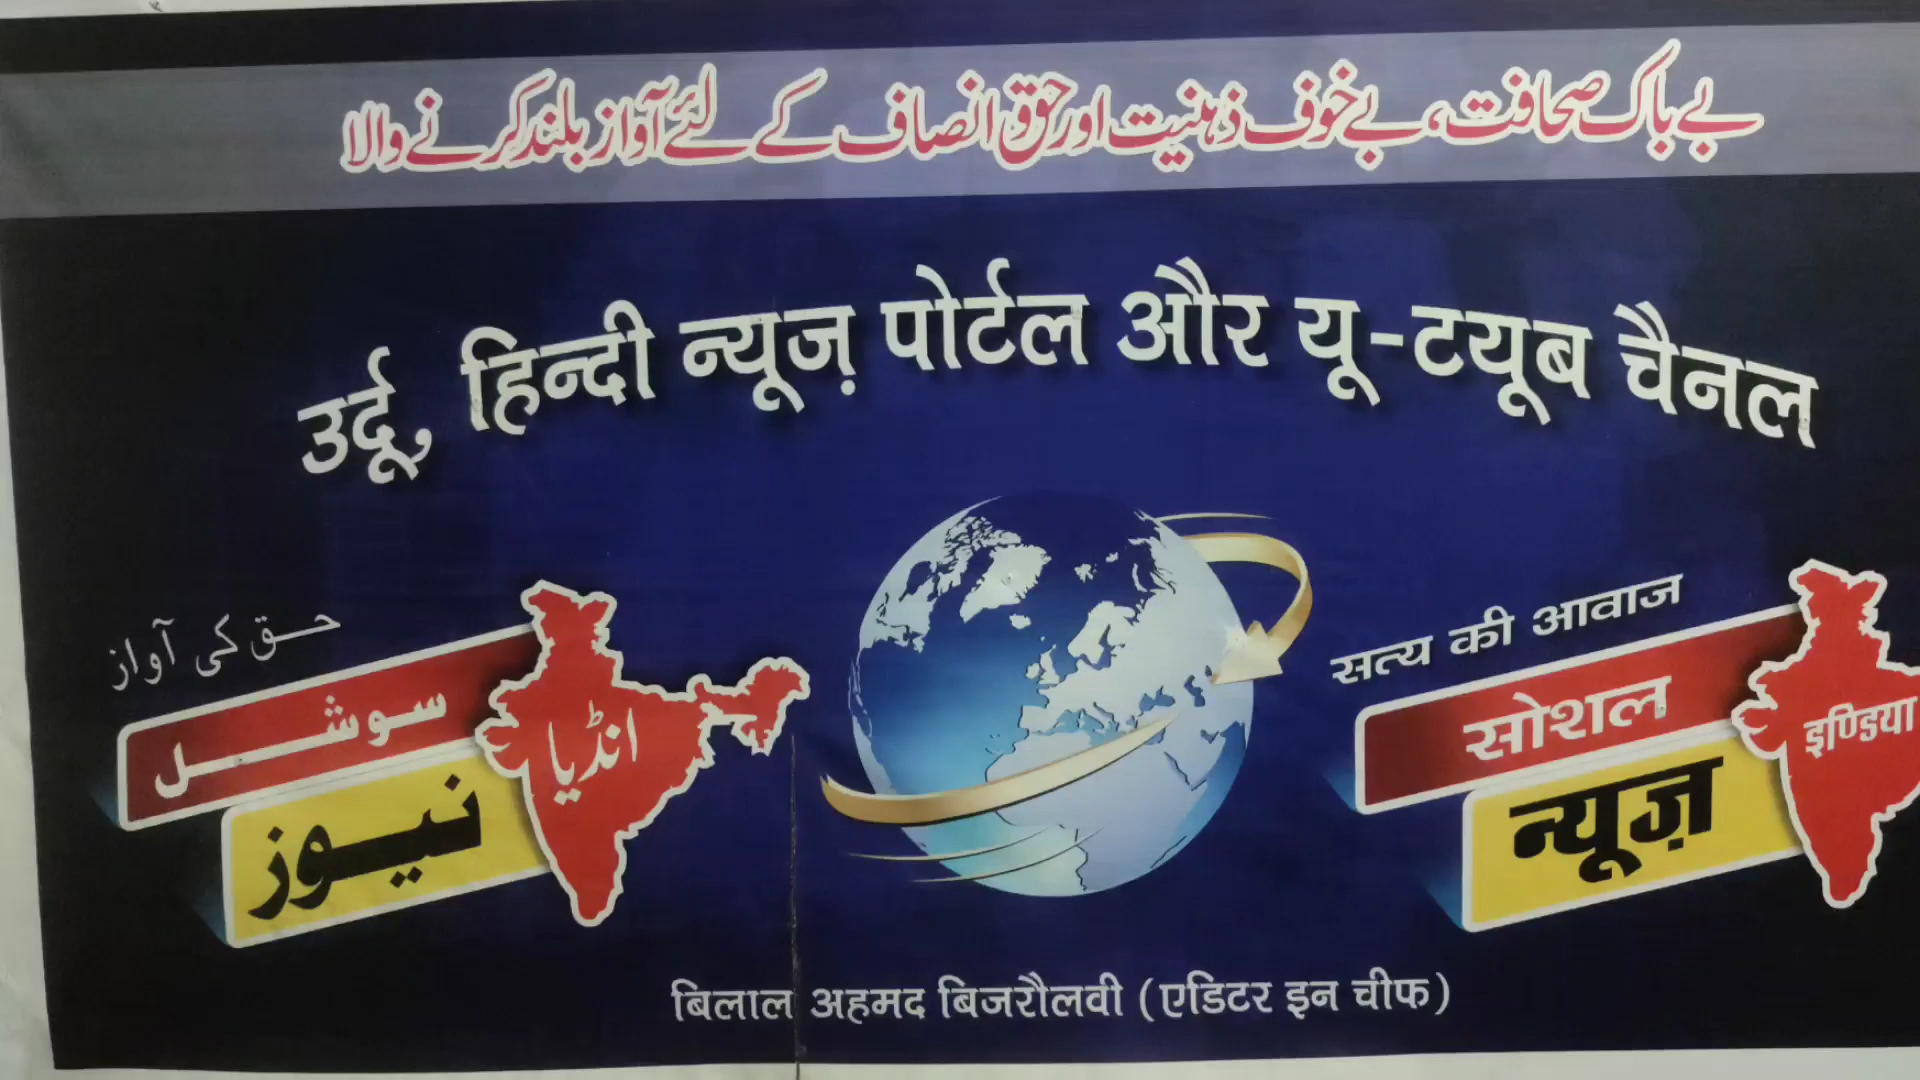 بے باک صحافت، بے خوف ذہنیت اور حق انصاف کے لئے آواز بلند کرنے والا
उर्दू, हिन्दी न्यूज़ पोर्टल और यू-टयूब चैनल
حق کی آواز
سوشل
انڈیا
نیوز
सत्य की आवाज
सोशल
इण्डिया
न्यूज़
बिलाल अहमद बिजरौलवी (एडिटर इन चीफ)